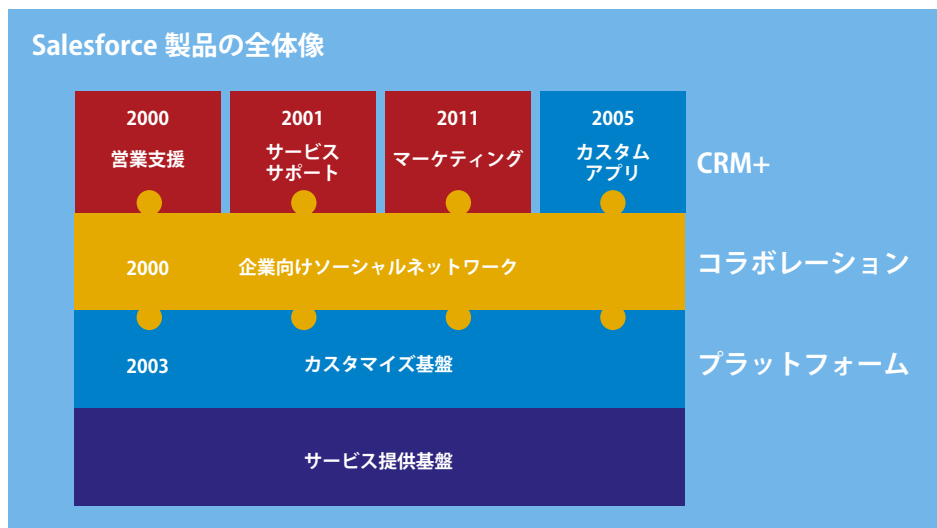 Salesforce 製品の全体像
2000
営業支援
2001
サービス
サポート
2011
マーケティング
2005
カスタム
アプリ
CRM+
2000
企業向けソーシャルネットワーク
コラボレーション
2003
カスタマイズ基盤
プラットフォーム
サービス提供基盤